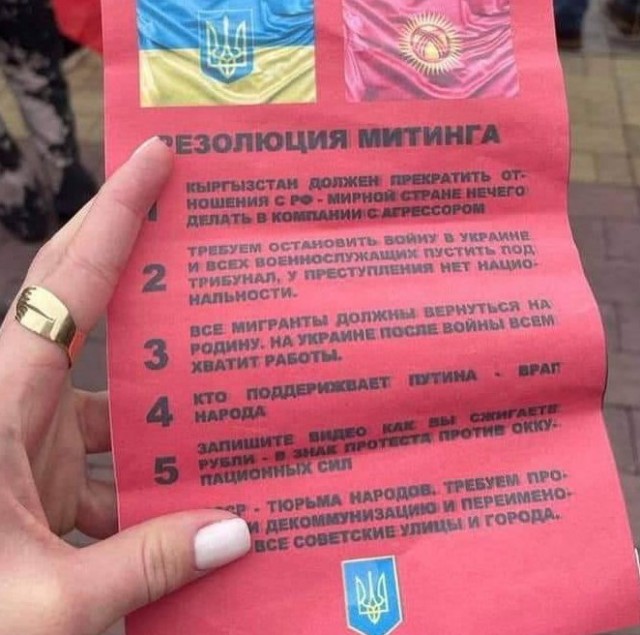 РЕЗОЛЮЦИЯ МИТИНГА
1 КЫРГЫЗСТАН ДОЛЖЕН ПРЕКРАТИТЬ ОТ-
НОШЕНИЯ С РФ - МИРНОЙ СТРАНЕ НЕЧЕГО
ДЕЛАТЬ В КОМПАНИИ С АГРЕССОРОМ
2 ТРЕБУЕМ ОСТАНОВИТЬ ВОЙНУ В УКРАИНЕ
И ВСЕХ ВОЕННОСЛУЖАЩИХ ПУСТИТЬ ПОД
ТРИБУНАЛ, У ПРЕСТУПЛЕНИЯ НЕТ НАЦИО-
НАЛЬНОСТИ.
3 ВСЕ МИГРАНТЫ ДОЛЖНЫ ВЕРНУТЬСЯ НА
РОДИНУ. НА УКРАИНЕ ПОСЛЕ ВОЙНЫ ВСЕМ
ХВАТИТ РАБОТЫ.
4 КТО ПОДДЕРИЖВАЕТ ПУТИНА - ВРАГ
НАРОДА
5 ЗАПИШИТЕ ВИДЕО КАК ВЫ СЖИГАЕТЕ
РУБЛИ - В ЗНАК ПРОТЕСТА ПРОТИВ ОККУ-
ПАЦИОННЫХ СИЛ
- ТЮРЬМА НАРОДОВ. ТРЕБУЕМ ПРО-
И ДЕКОММУНИЗАЦИЮ И ПЕРЕИМЕНО-
ВСЕ СОВЕТСКИЕ УЛИЦЫ И ГОРОДА.